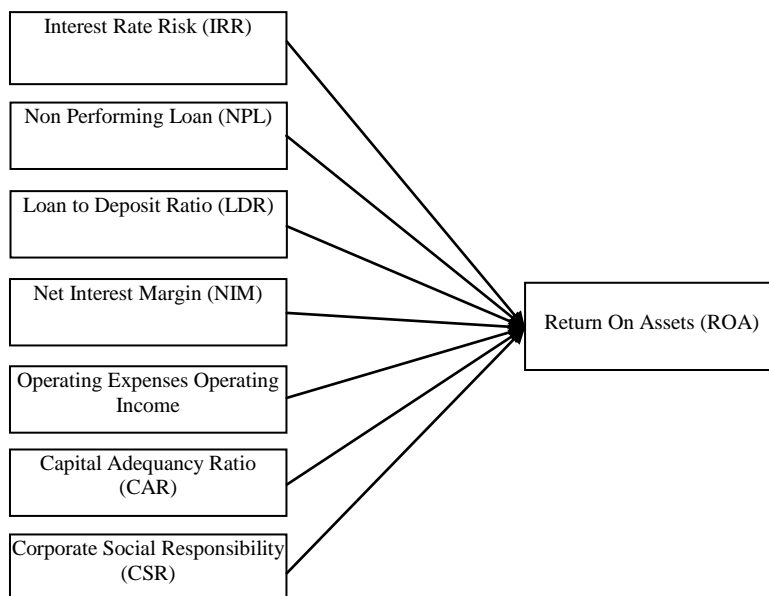 Interest Rate Risk (IRR)
Non Performing Loan (NPL)
Loan to Deposit Ratio (LDR)
Net Interest Margin (NIM)
Return On Assets (ROA)
Operating Expenses Operating
Income
Capital Adequancy Ratio
(CAR)
Corporate Social Responsibility
(CSR)